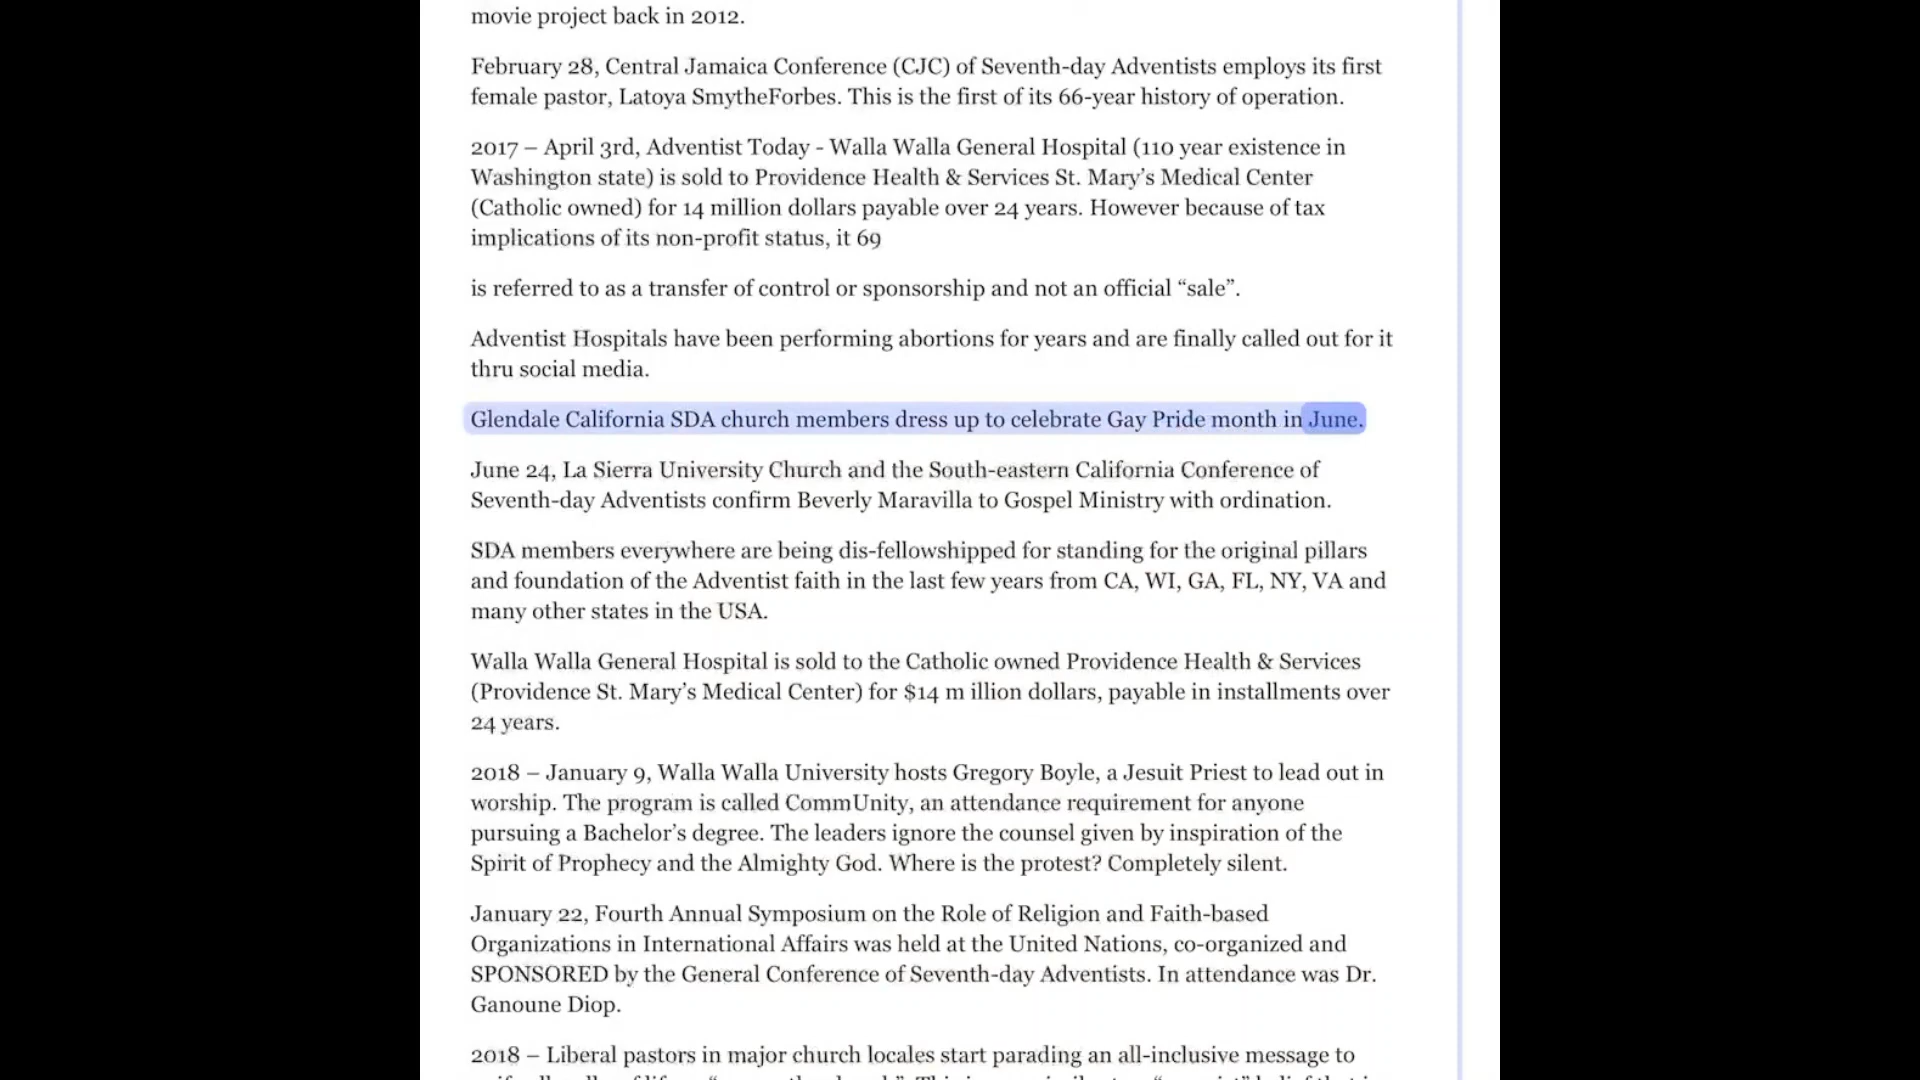 movie project back in 2012.
February 28, Central Jamaica Conference (CJC) of Seventh-day Adventists employs its first
female pastor, Latoya SmytheForbes. This is the first of its 66-year history of operation.
2017 – April 3rd, Adventist Today - Walla Walla General Hospital (110 year existence in
Washington state) is sold to Providence Health & Services St. Mary’s Medical Center
(Catholic owned) for 14 million dollars payable over 24 years. However because of tax
implications of its non-profit status, it 69
is referred to as a transfer of control or sponsorship and not an official “sale”.
Adventist Hospitals have been performing abortions for years and are finally called out for it
thru social media.
Glendale California SDA church members dress up to celebrate Gay Pride month in June.
June 24, La Sierra University Church and the South-eastern California Conference of
Seventh-day Adventists confirm Beverly Maravilla to Gospel Ministry with ordination.
SDA members everywhere are being dis-fellowshipped for standing for the original pillars
and foundation of the Adventist faith in the last few years from CA, WI, GA, FL, NY, VA and
many other states in the USA.
Walla Walla General Hospital is sold to the Catholic owned Providence Health & Services
(Providence St. Mary’s Medical Center) for $14 m illion dollars, payable in installments over
24 years.
2018 – January 9, Walla Walla University hosts Gregory Boyle, a Jesuit Priest to lead out in
worship. The program is called CommUnity, an attendance requirement for anyone
pursuing a Bachelor’s degree. The leaders ignore the counsel given by inspiration of the
Spirit of Prophecy and the Almighty God. Where is the protest? Completely silent.
January 22, Fourth Annual Symposium on the Role of Religion and Faith-based
Organizations in International Affairs was held at the United Nations, co-organized and
SPONSORED by the General Conference of Seventh-day Adventists. In attendance was Dr.
Ganoune Diop.
2018 – Liberal pastors in major church locales start parading an all-inclusive message to